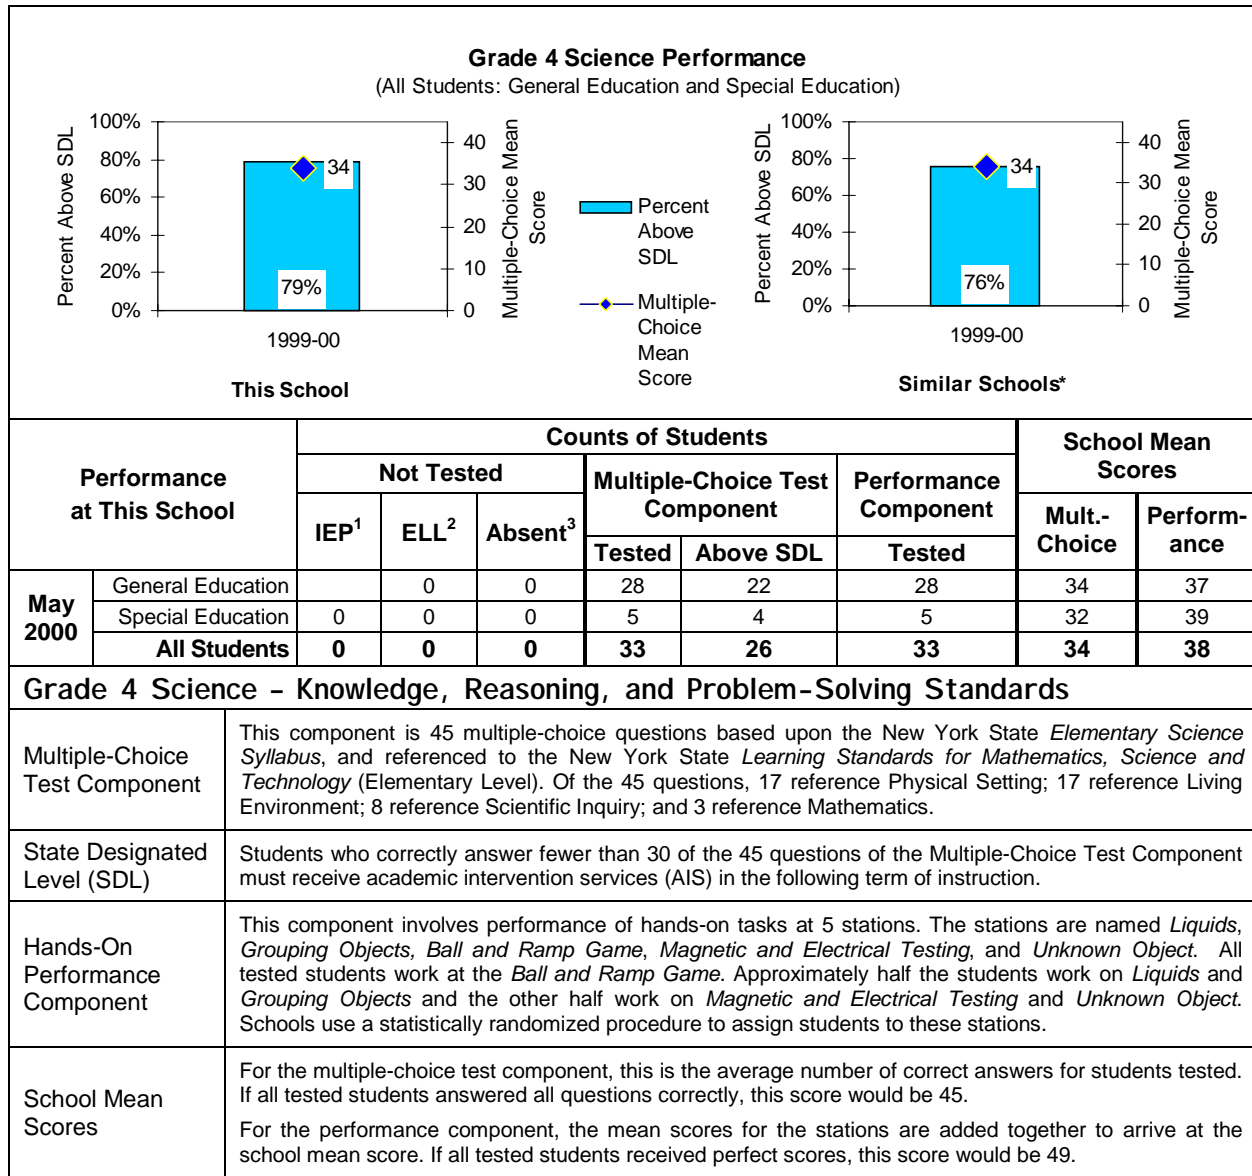 Grade 4 Science Performance
(All Students: General Education and Special Education)
Percent Above SDL
100%
80%
60%
40%
20%
0%
34
79%
40
30
20
10
0
Multiple-Choice Mean
Score
1999-00
This School
Percent
Above
SDL
Multiple-
Choice
Mean
Score
Percent Above SDL
100%
80%
60%
40%
20%
0%
34
76%
40
30
20
10
0
Multiple-Choice Mean
Score
1999-00
Similar Schools*
Performance
at This School
Counts of Students
School Mean
Scores
Not Tested
Multiple-Choice Test
Component
Performance
Component
IEP1
ELL2
Absent3
Mult.-
Choice
Perform-
ance
Tested Above SDL Tested
May
2000
General Education 0 0 28 22 28 34 37
Special Education 0 0 0 5 4 5 32 39
All Students 0 0 0 33 26 33 34 38
Grade 4 Science – Knowledge, Reasoning, and Problem-Solving Standards
Multiple-Choice
Test Component
This component is 45 multiple-choice questions based upon the New York State Elementary Science
Syllabus, and referenced to the New York State Learning Standards for Mathematics, Science and
Technology (Elementary Level). Of the 45 questions, 17 reference Physical Setting; 17 reference Living
Environment; 8 reference Scientific Inquiry; and 3 reference Mathematics.
State Designated
Level (SDL)
Students who correctly answer fewer than 30 of the 45 questions of the Multiple-Choice Test Component
must receive academic intervention services (AIS) in the following term of instruction.
Hands-On
Performance
Component
This component involves performance of hands-on tasks at 5 stations. The stations are named Liquids,
Grouping Objects, Ball and Ramp Game, Magnetic and Electrical Testing, and Unknown Object. All
tested students work at the Ball and Ramp Game. Approximately half the students work on Liquids and
Grouping Objects and the other half work on Magnetic and Electrical Testing and Unknown Object.
Schools use a statistically randomized procedure to assign students to these stations.
School Mean
Scores
For the multiple-choice test component, this is the average number of correct answers for students tested.
If all tested students answered all questions correctly, this score would be 45.
For the performance component, the mean scores for the stations are added together to arrive at the
school mean score. If all tested students received perfect scores, this score would be 49.